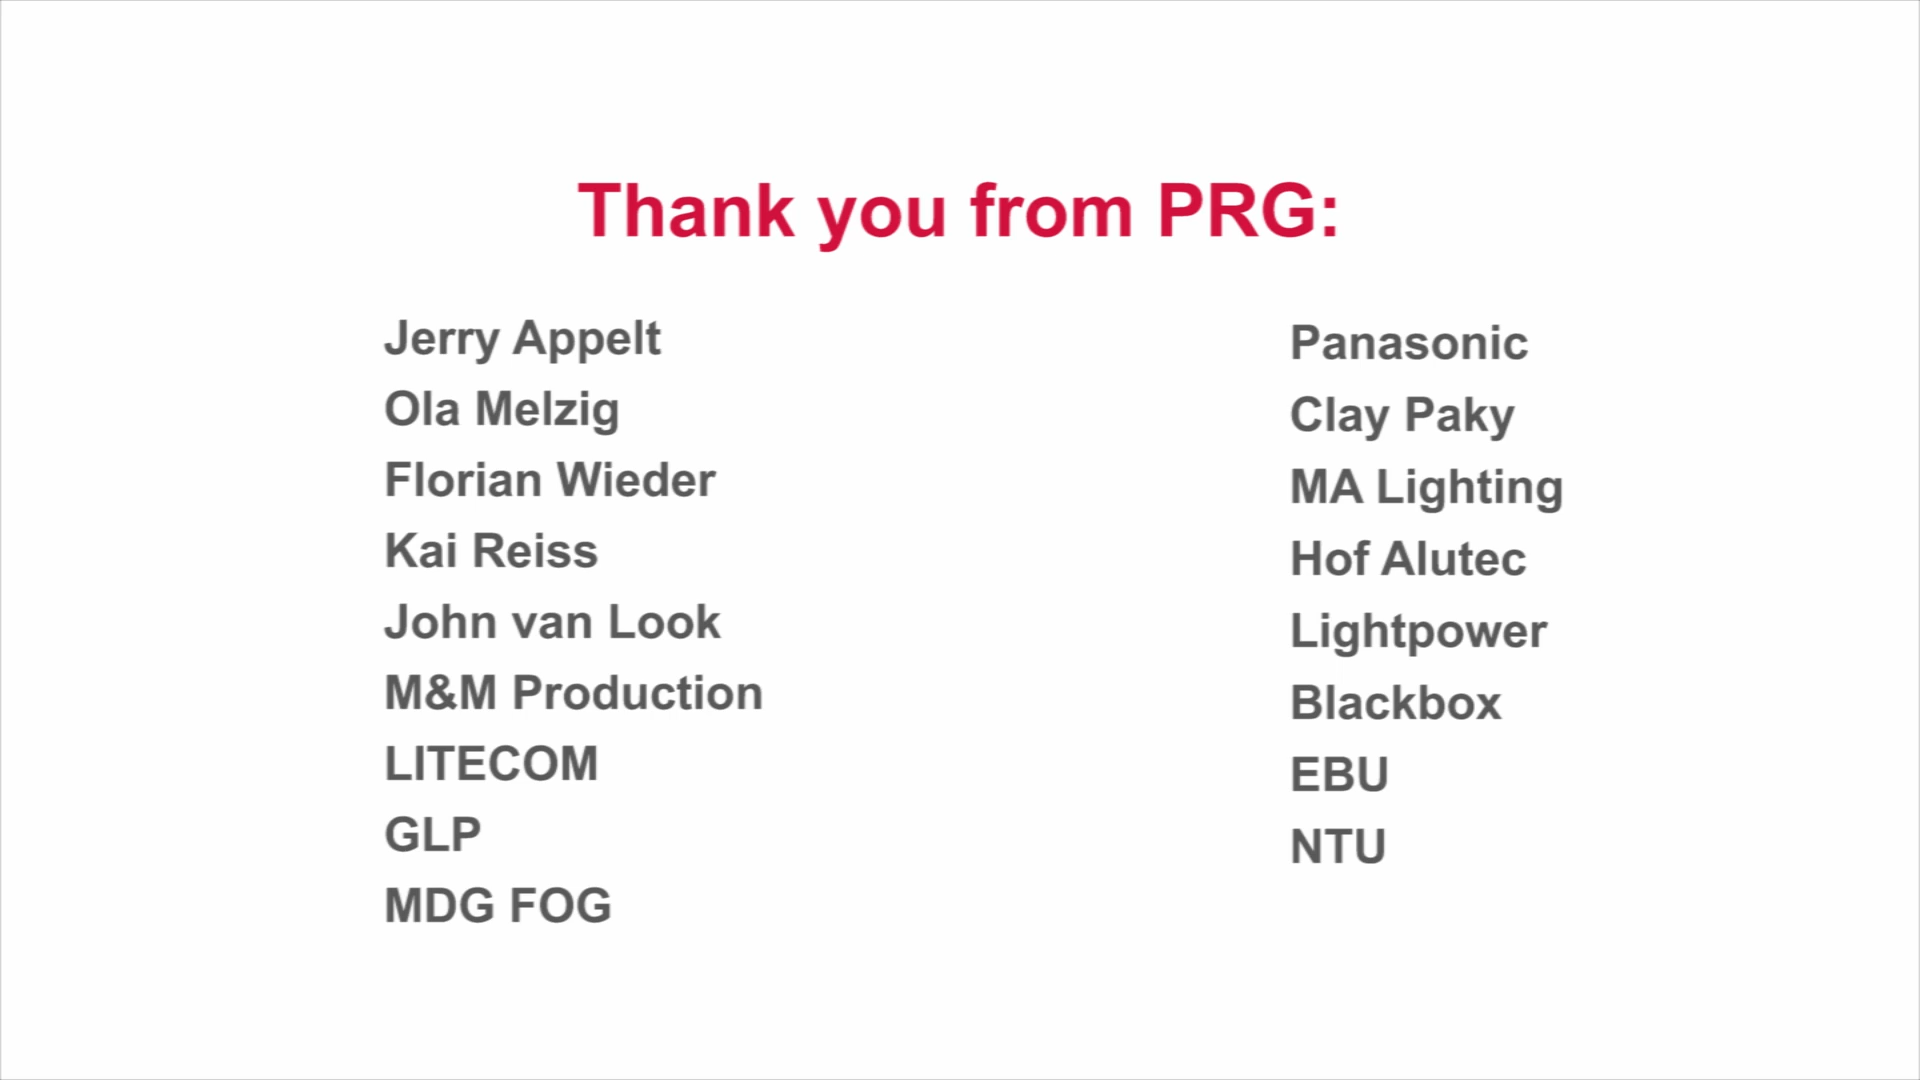 Thank you from PRG:
Jerry Appelt
Ola Melzig
Florian Wieder
Kai Reiss
John van Look
M&M Production
LITECOM
GLP
MDG FOG
Panasonic
Clay Paky
MA Lighting
Hof Alutec
Lightpower
Blackbox
EBU
NTU